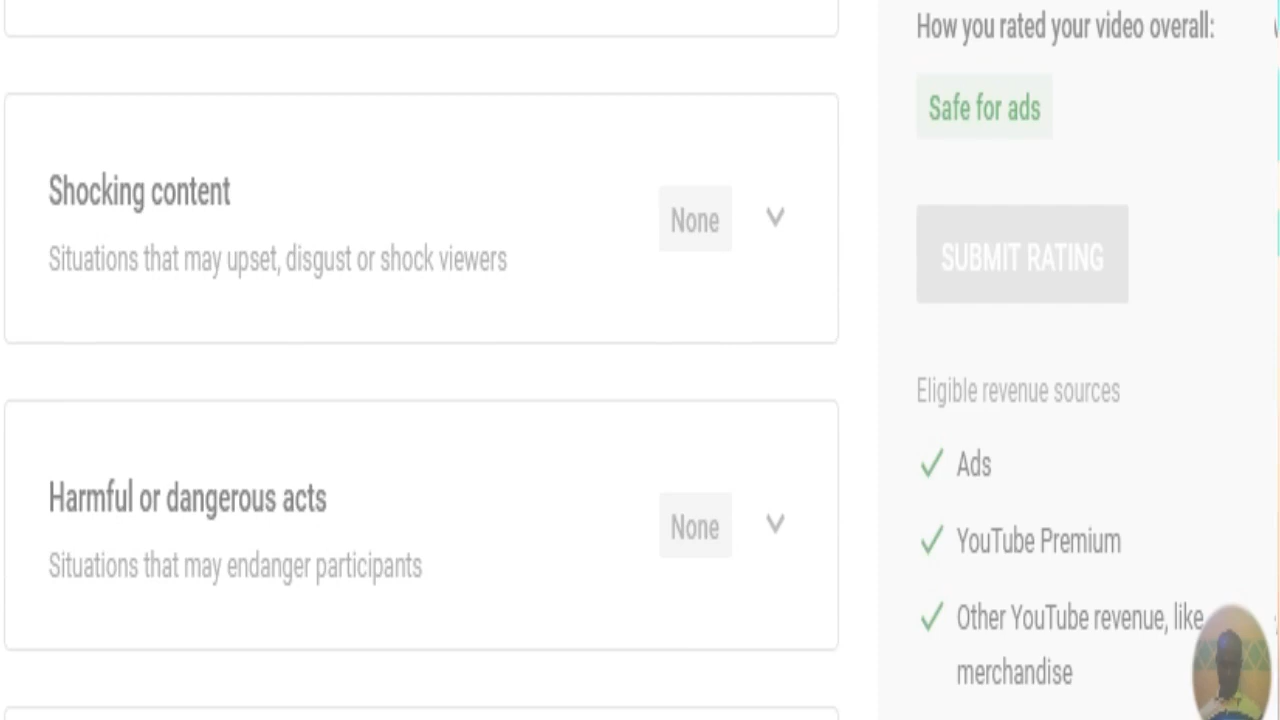 Shocking content
Situations that may upset, disgust or shock viewers
None
Harmful or dangerous acts
Situations that may endanger participants
None
How you rated your video overall:
Safe for ads
SUBMIT RATING
Eligible revenue sources
Ads
YouTube Premium
Other YouTube revenue, like
merchandise